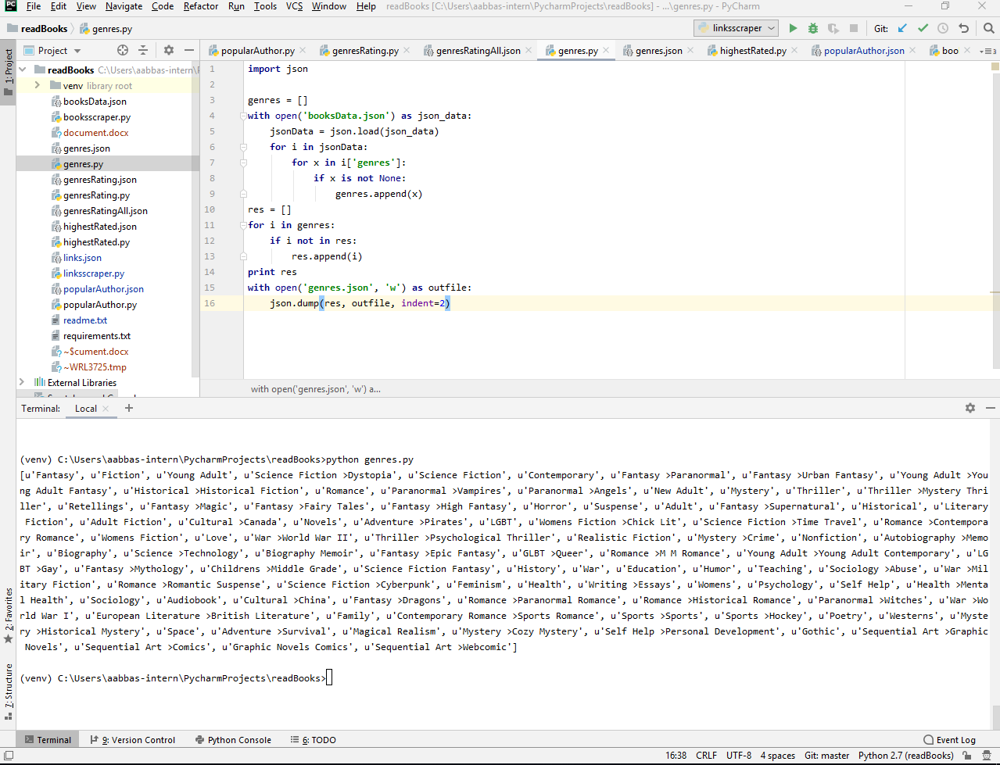 File Edit View Navigate Code Refactor Run Tools VCS Window Help readBooks [C:\Users\aabbas-intern\PycharmProjects\readBooks] - ...\genres.py - PyCharm
readBooks genres.py linksscraper Git:
1: Project
Project
popularAuthor.py genresRating.py genresRatingAll.json genres.py genres.json highestRated.py popularAuthor.json boo 3
readBooks C:\Users\aabbas-intern\
venv library root
booksData.json
booksscraper.py
document.docx
genres.json
genres.py
genresRating.json
genresRating.py
genresRatingAll.json
highestRated.json
highestRated.py
links.json
linksscraper.py
popularAuthor.json
popularAuthor.py
readme.txt
requirements.txt
~$cument.docx
~WRL3725.tmp
External Libraries
1 import json
2
3 genres = []
4 with open('booksData.json') as json_data:
5 jsonData = json.load(json_data)
6 for i in jsonData:
7 for x in i['genres']:
8 if x is not None:
9 genres.append(x)
10 res = []
11 for i in genres:
12 if i not in res:
13 res.append(i)
14 print res
15 with open('genres.json', 'w') as outfile:
16 json.dump(res, outfile, indent=2)
with open('genres.json', 'w') a...
Terminal: Local
(venv) C:\Users\aabbas-intern\PycharmProjects\readBooks>python genres.py
[u'Fantasy', u'Fiction', u'Young Adult', u'Science Fiction >Dystopia', u'Science Fiction', u'Contemporary', u'Fantasy >Paranormal', u'Fantasy >Urban Fantasy', u'Young Adult >You
ng Adult Fantasy', u'Historical >Historical Fiction', u'Romance', u'Paranormal >Vampires', u'Paranormal >Angels', u'New Adult', u'Mystery', u'Thriller', u'Thriller >Mystery Thri
ller', u'Retellings', u'Fantasy >Magic', u'Fantasy >Fairy Tales', u'Fantasy >High Fantasy', u'Horror', u'Suspense', u'Adult', u'Fantasy >Supernatural', u'Historical', u'Literary
Fiction', u'Adult Fiction', u'Cultural >Canada', u'Novels', u'Adventure >Pirates', u'LGBT', u'Womens Fiction >Chick Lit', u'Science Fiction >Time Travel', u'Romance >Contempora
ry Romance', u'Womens Fiction', u'Love', u'War >World War II', u'Thriller >Psychological Thriller', u'Realistic Fiction', u'Mystery >Crime', u'Nonfiction', u'Autobiography >Memo
ir', u'Biography', u'Science >Technology', u'Biography Memoir', u'Fantasy >Epic Fantasy', u'GLBT >Queer', u'Romance >M M Romance', u'Young Adult >Young Adult Contemporary', u'LG
BT >Gay', u'Fantasy >Mythology', u'Childrens >Middle Grade', u'Science Fiction Fantasy', u'History', u'War', u'Education', u'Humor', u'Teaching', u'Sociology >Abuse', u'War >Mil
itary Fiction', u'Romance >Romantic Suspense', u'Science Fiction >Cyberpunk', u'Feminism', u'Health', u'Writing >Essays', u'Womens', u'Psychology', u'Self Help', u'Health >Menta
l Health', u'Sociology', u'Audiobook', u'Cultural >China', u'Fantasy >Dragons', u'Romance >Paranormal Romance', u'Romance >Historical Romance', u'Paranormal >Witches', u'War >Wo
rld War I', u'European Literature >British Literature', u'Family', u'Contemporary Romance >Sports Romance', u'Sports >Sports', u'Sports >Hockey', u'Poetry', u'Westerns', u'Myste
ry >Historical Mystery', u'Space', u'Adventure >Survival', u'Magical Realism', u'Mystery >Cozy Mystery', u'Self Help >Personal Development', u'Gothic', u'Sequential Art >Graphic
Novels', u'Sequential Art >Comics', u'Graphic Novels Comics', u'Sequential Art >Webcomic']
(venv) C:\Users\aabbas-intern\PycharmProjects\readBooks>
2: Favorites
7: Structure
Terminal 9: Version Control Python Console 6: TODO Event Log
16:38 CRLF UTF-8 4 spaces Git: master Python 2.7 (readBooks)